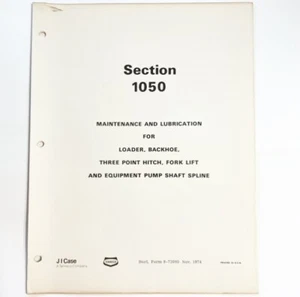 Section
1050
MAINTENANCE AND LUBRICATION
FOR
LOADER, BACKHOE,
THREE POINT HITCH, FORK LIFT
AND EQUIPMENT PUMP SHAFT SPLINE
J I Case
CASE